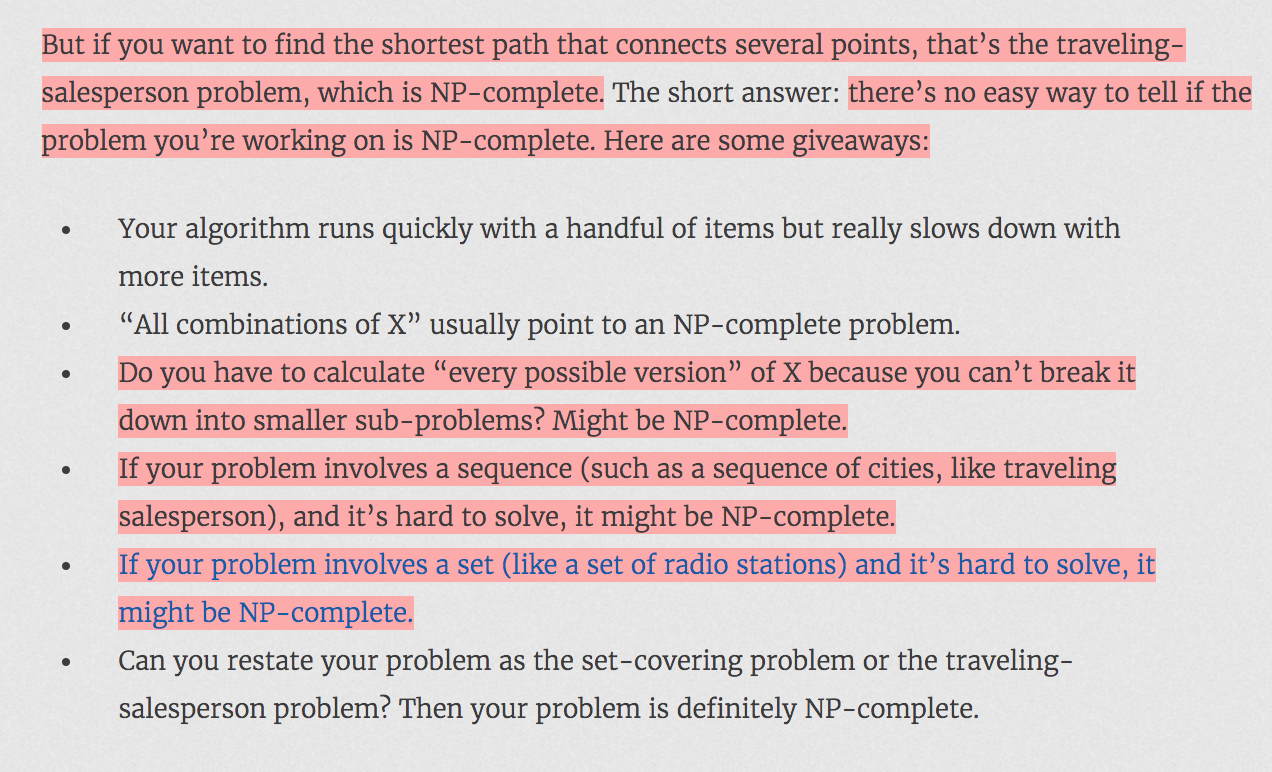 But if you want to find the shortest path that connects several points, that’s the traveling-
salesperson problem, which is NP-complete. The short answer: there’s no easy way to tell if the
problem you’re working on is NP-complete. Here are some giveaways:
• Your algorithm runs quickly with a handful of items but really slows down with
more items.
• “All combinations of X” usually point to an NP-complete problem.
• Do you have to calculate “every possible version” of X because you can’t break it
down into smaller sub-problems? Might be NP-complete.
• If your problem involves a sequence (such as a sequence of cities, like traveling
salesperson), and it’s hard to solve, it might be NP-complete.
• If your problem involves a set (like a set of radio stations) and it’s hard to solve, it
might be NP-complete.
• Can you restate your problem as the set-covering problem or the traveling-
salesperson problem? Then your problem is definitely NP-complete.